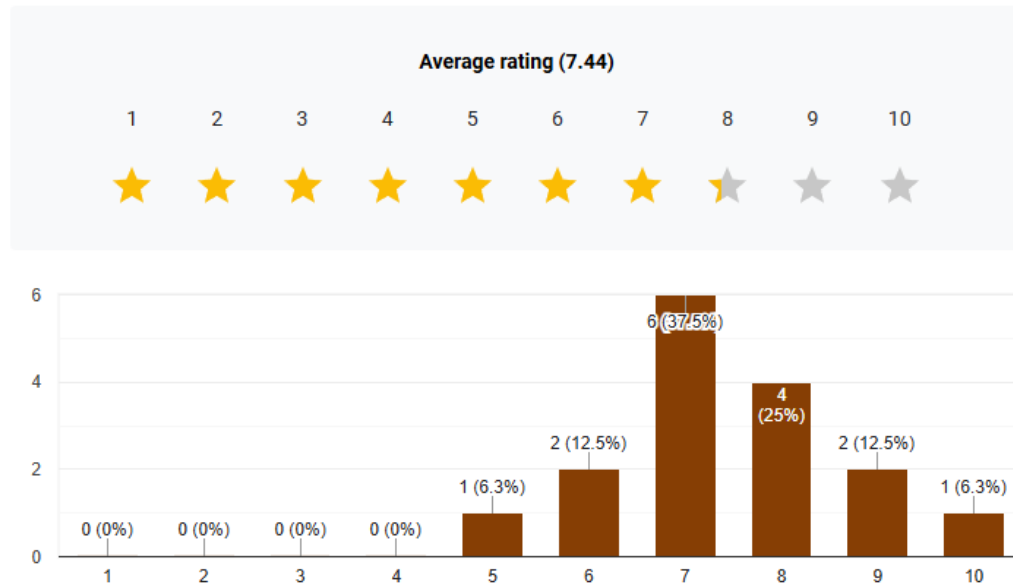 Average rating (7.44)
1 2 3 4 5 6 7 8 9 10
6
6 (37.5%)
4
4
(25%)
2 (12.5%) 2 (12.5%)
2
1 (6.3%) 1 (6.3%)
0 (0%) 0 (0%) 0 (0%) 0 (0%)
0
1 2 3 4 5 6 7 8 9 10